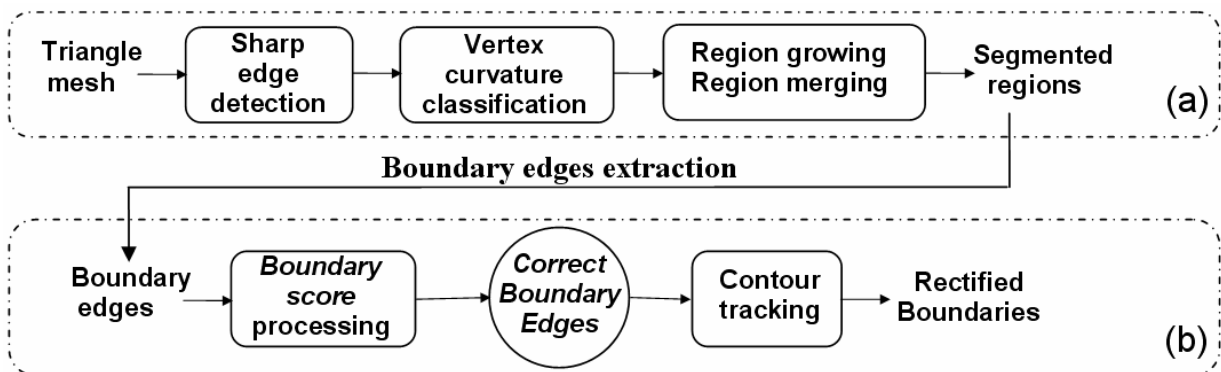 Triangle
mesh
Sharp
edge
detection
Vertex
curvature
classification
Region growing
Region merging
Segmented
regions
(a)
Boundary edges extraction
Boundary
edges
Boundary
score
processing
Correct
Boundary
Edges
Contour
tracking
Rectified
Boundaries
(b)